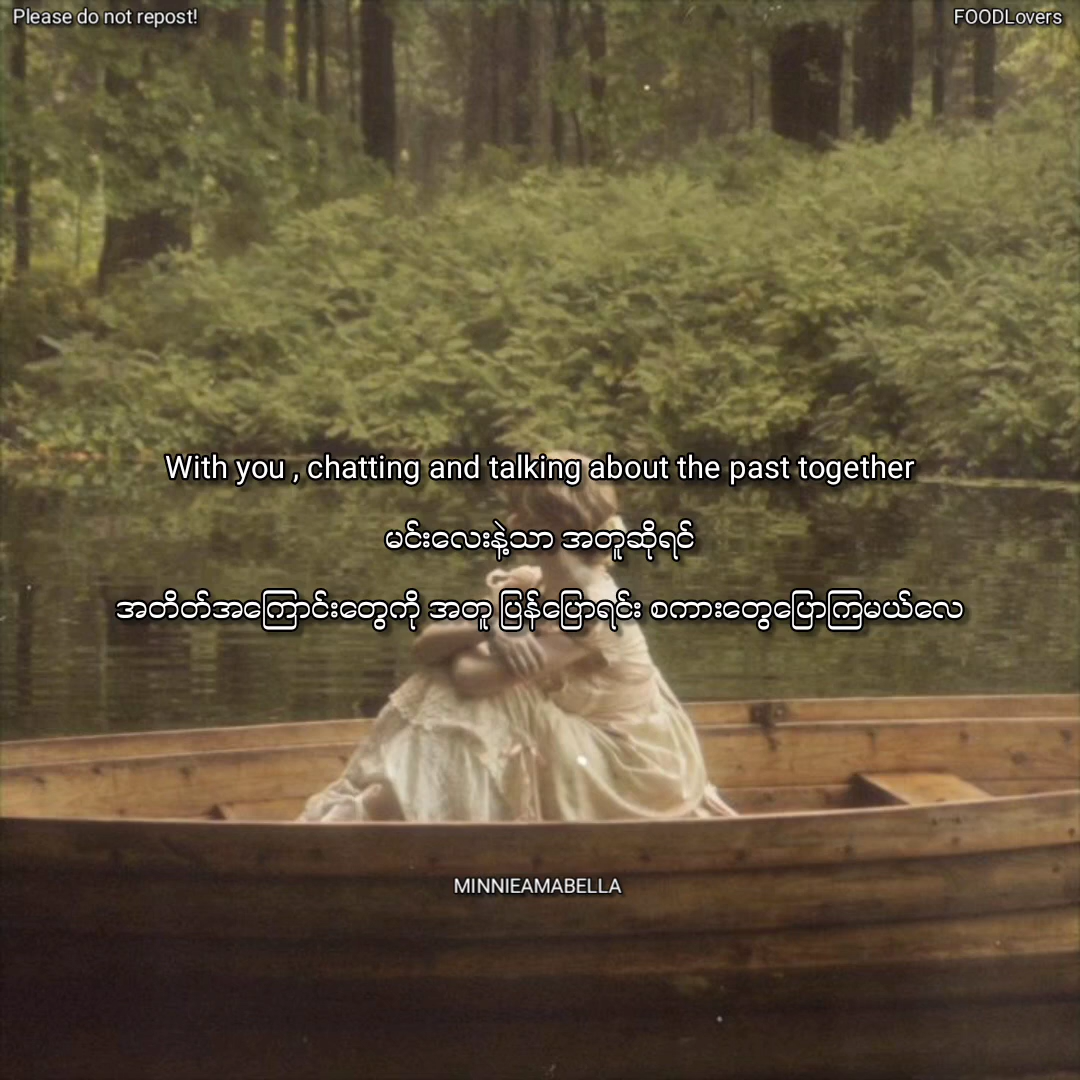 Please do not repost!
FOODLovers
With you , chatting and talking about the past together
မင်းလေးနဲ့သာ အတူဆိုရင်
အတိတ်အကြောင်းတွေကို အတူ ပြန်ပြောရင်း စကားတွေပြောကြမယ်လေ
MINNIEAMABELLA